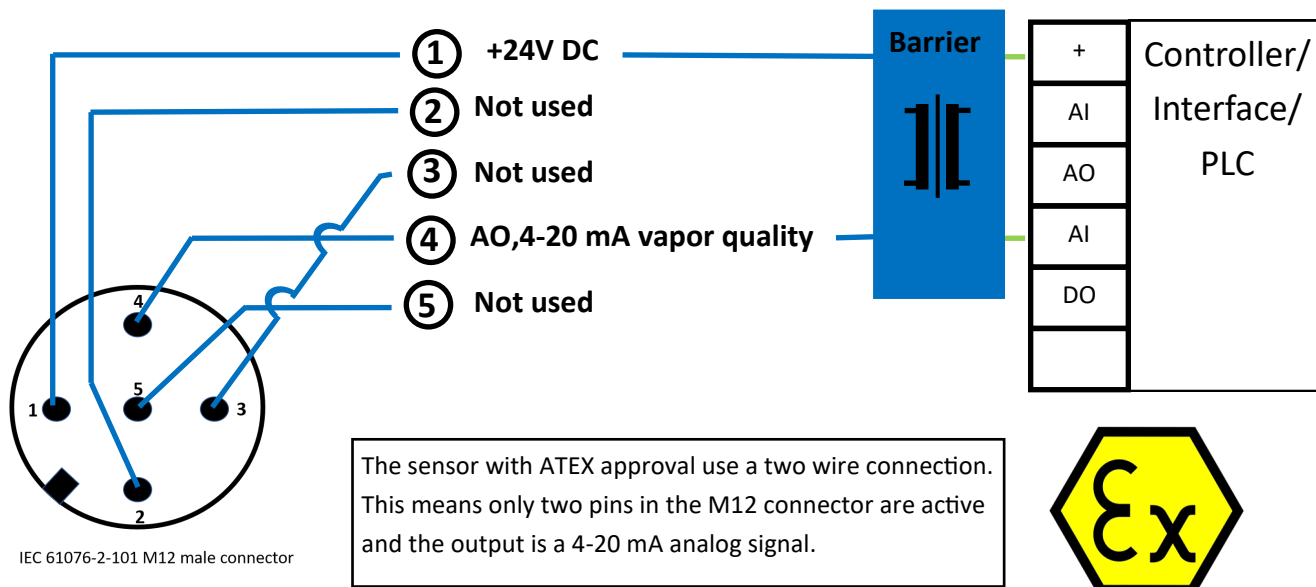 1 +24V DC
2 Not used
3 Not used
4 AO,4-20 mA vapor quality
5 Not used
Barrier
+
AI
AO
AI
DO
Controller/
Interface/
PLC
4
5
1
3
2
IEC 61076-2-101 M12 male connector
The sensor with ATEX approval use a two wire connection.
This means only two pins in the M12 connector are active
and the output is a 4-20 mA analog signal.
Ex